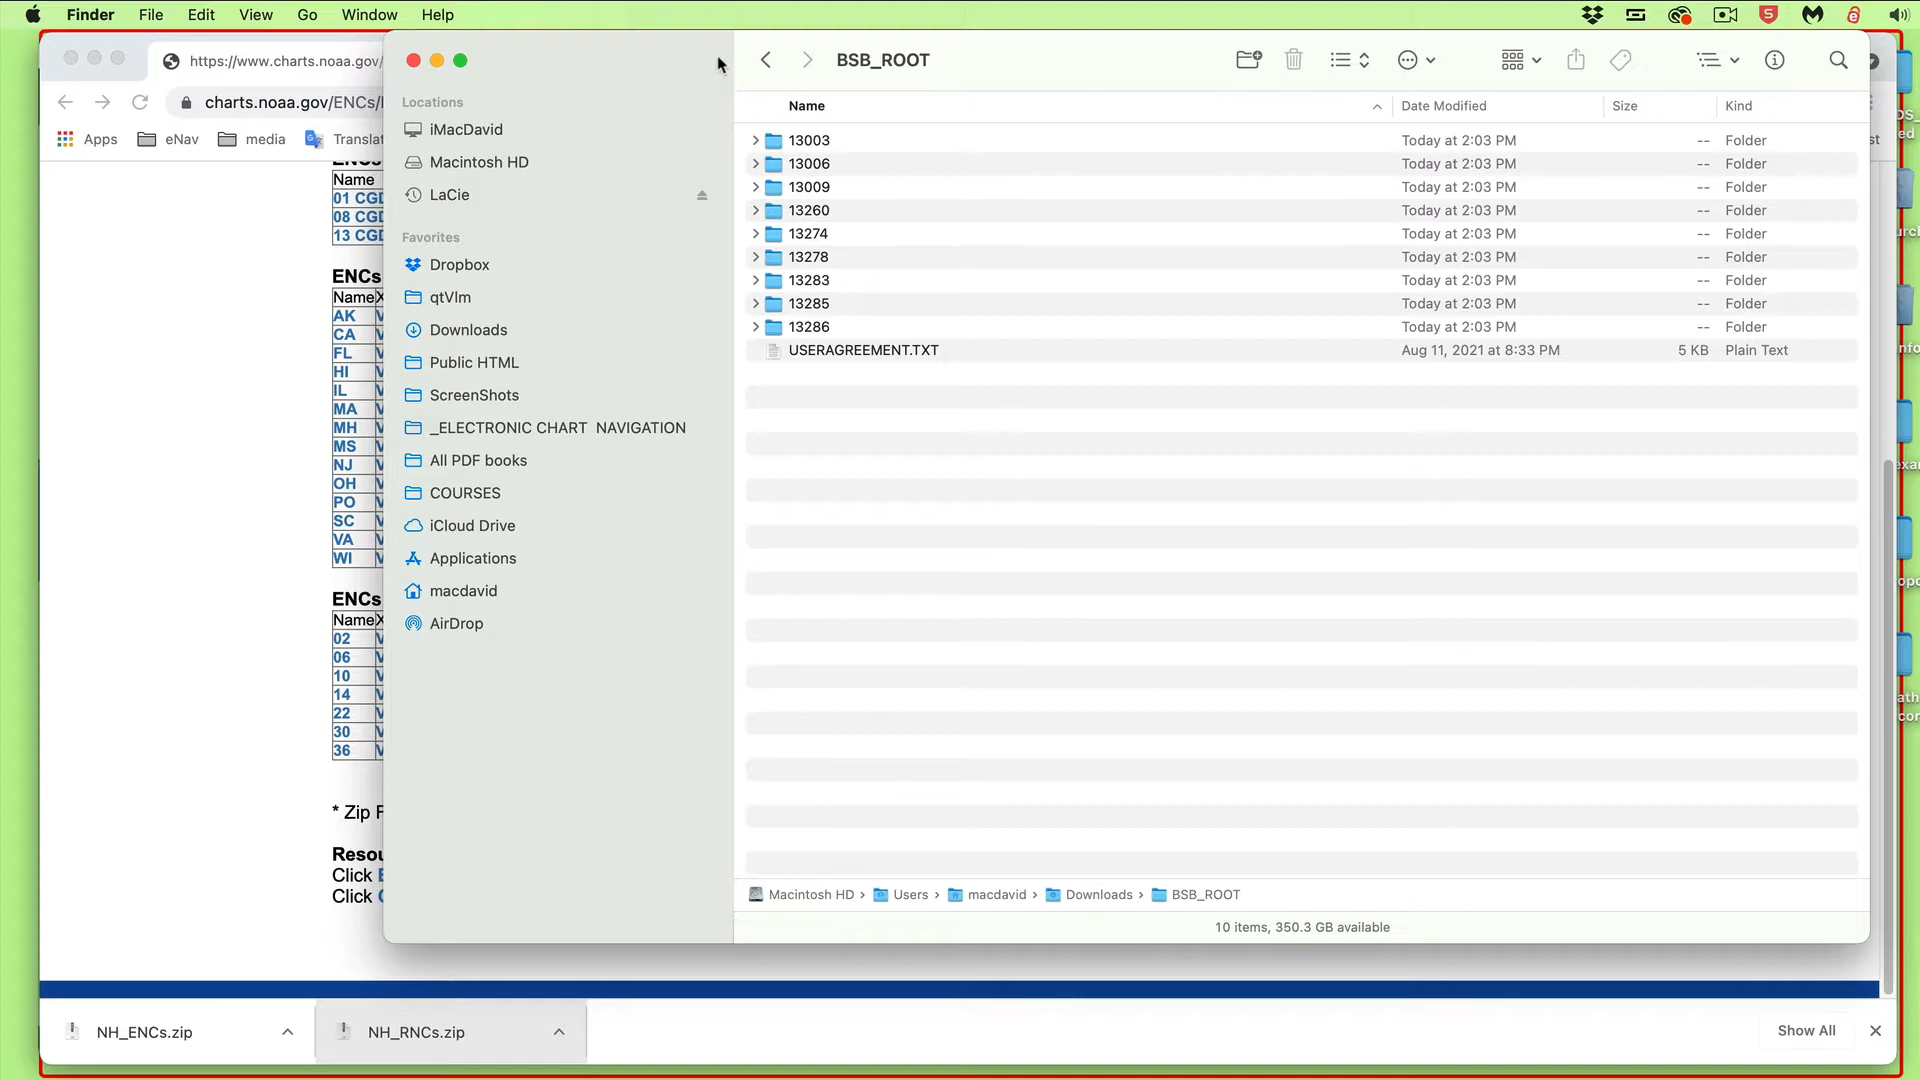 Finder File Edit View Go Window Help
https://www.charts.noaa.gov/
charts.noaa.gov/ENCs/
Apps eNav media Translat
ENCs
Name
01 CGD
08 CGD
13 CGD
ENCs
Name
AK
CA
FL
HI
IL
MA
MH
MS
NJ
OH
PO
SC
VA
WI
ENCs
Name
02
06
10
14
22
30
36
* Zip F
Resou
Click
Click
Locations
iMacDavid
Macintosh HD
LaCie
Favorites
Dropbox
qtVlm
Downloads
Public HTML
ScreenShots
_ELECTRONIC CHART NAVIGATION
All PDF books
COURSES
iCloud Drive
Applications
macdavid
AirDrop
BSB_ROOT
Name Date Modified Size Kind
13003 Today at 2:03 PM -- Folder
13006 Today at 2:03 PM -- Folder
13009 Today at 2:03 PM -- Folder
13260 Today at 2:03 PM -- Folder
13274 Today at 2:03 PM -- Folder
13278 Today at 2:03 PM -- Folder
13283 Today at 2:03 PM -- Folder
13285 Today at 2:03 PM -- Folder
13286 Today at 2:03 PM -- Folder
USERAGREEMENT.TXT Aug 11, 2021 at 8:33 PM 5 KB Plain Text
Macintosh HD › Users › macdavid › Downloads › BSB_ROOT
10 items, 350.3 GB available
NH_ENCs.zip NH_RNCs.zip Show All